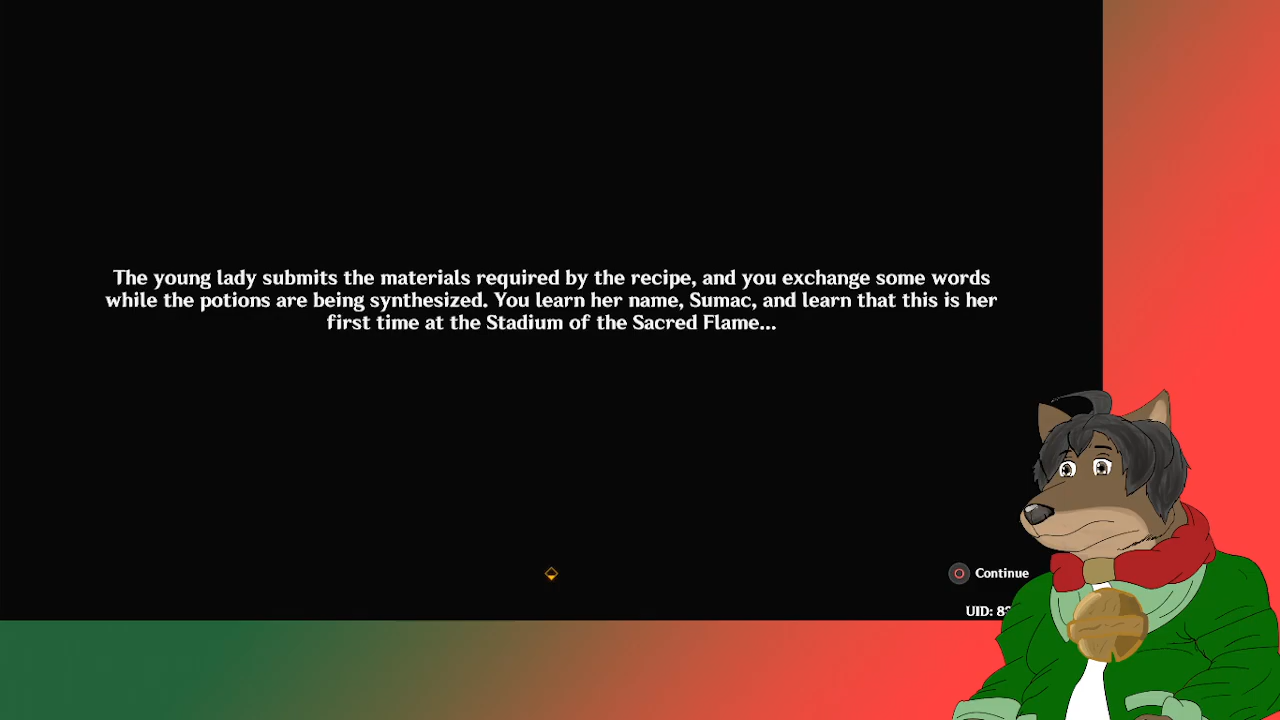 The young lady submits the materials required by the recipe, and you exchange some words
while the potions are being synthesized. You learn her name, Sumac, and learn that this is her
first time at the Stadium of the Sacred Flame...
Continue
UID: